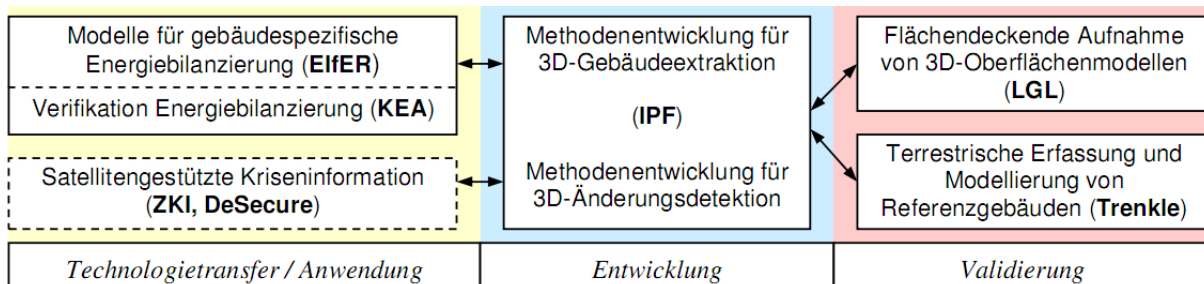 Modelle für gebäudespezifische
Energiebilanzierung (EIfER)
Verifikation Energiebilanzierung (KEA)
Satellitengestützte Kriseninformation
(ZKI, DeSecure)
Technologietransfer / Anwendung
Methodenentwicklung für
3D-Gebäudeextraktion
(IPF)
Methodenentwicklung für
3D-Änderungsdetektion
Entwicklung
Flächendeckende Aufnahme
von 3D-Oberflächenmodellen
(LGL)
Terrestrische Erfassung und
Modellierung von
Referenzgebäuden (Trenkle)
Validierung